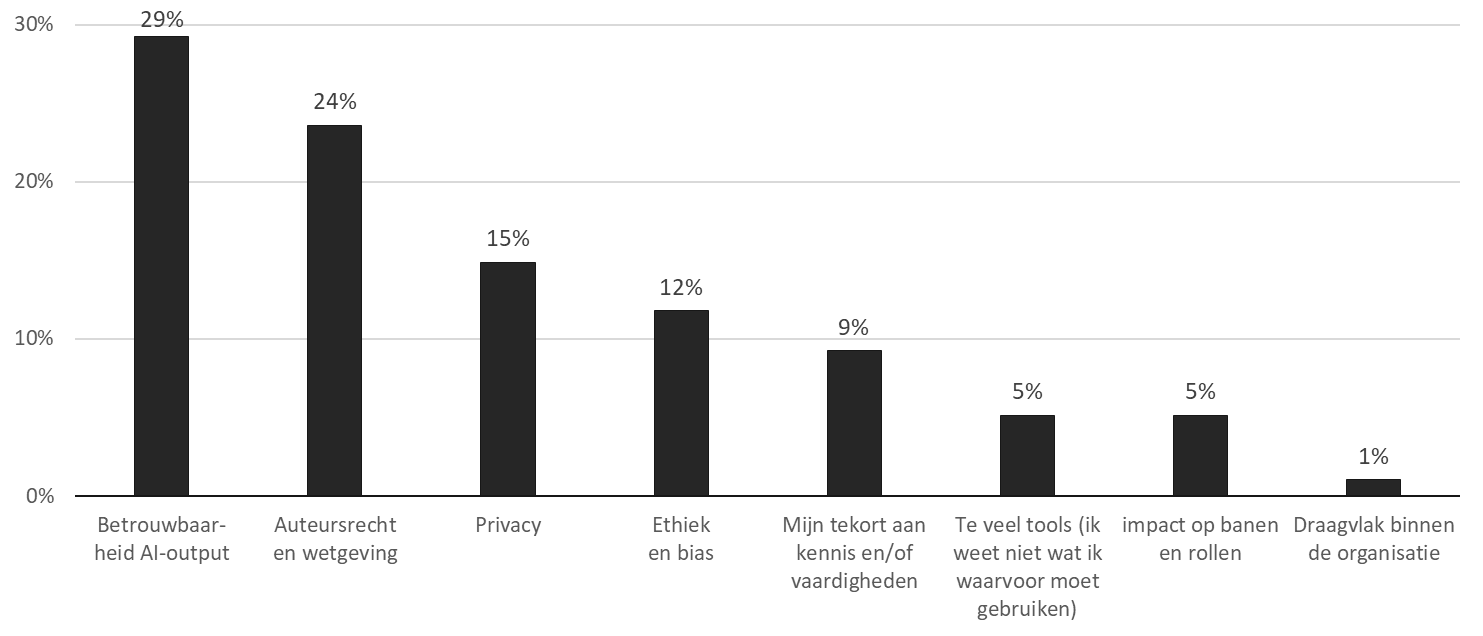 30%
20%
10%
0%
29%
24%
15%
12%
9%
5%
5%
1%
Betrouwbaar-
heid AI-output
Auteursrecht
en wetgeving
Privacy
Ethiek
en bias
Mijn tekort aan
kennis en/of
vaardigheden
Te veel tools (ik
weet niet wat ik
waarvoor moet
gebruiken)
impact op banen
en rollen
Draagvlak binnen
de organisatie